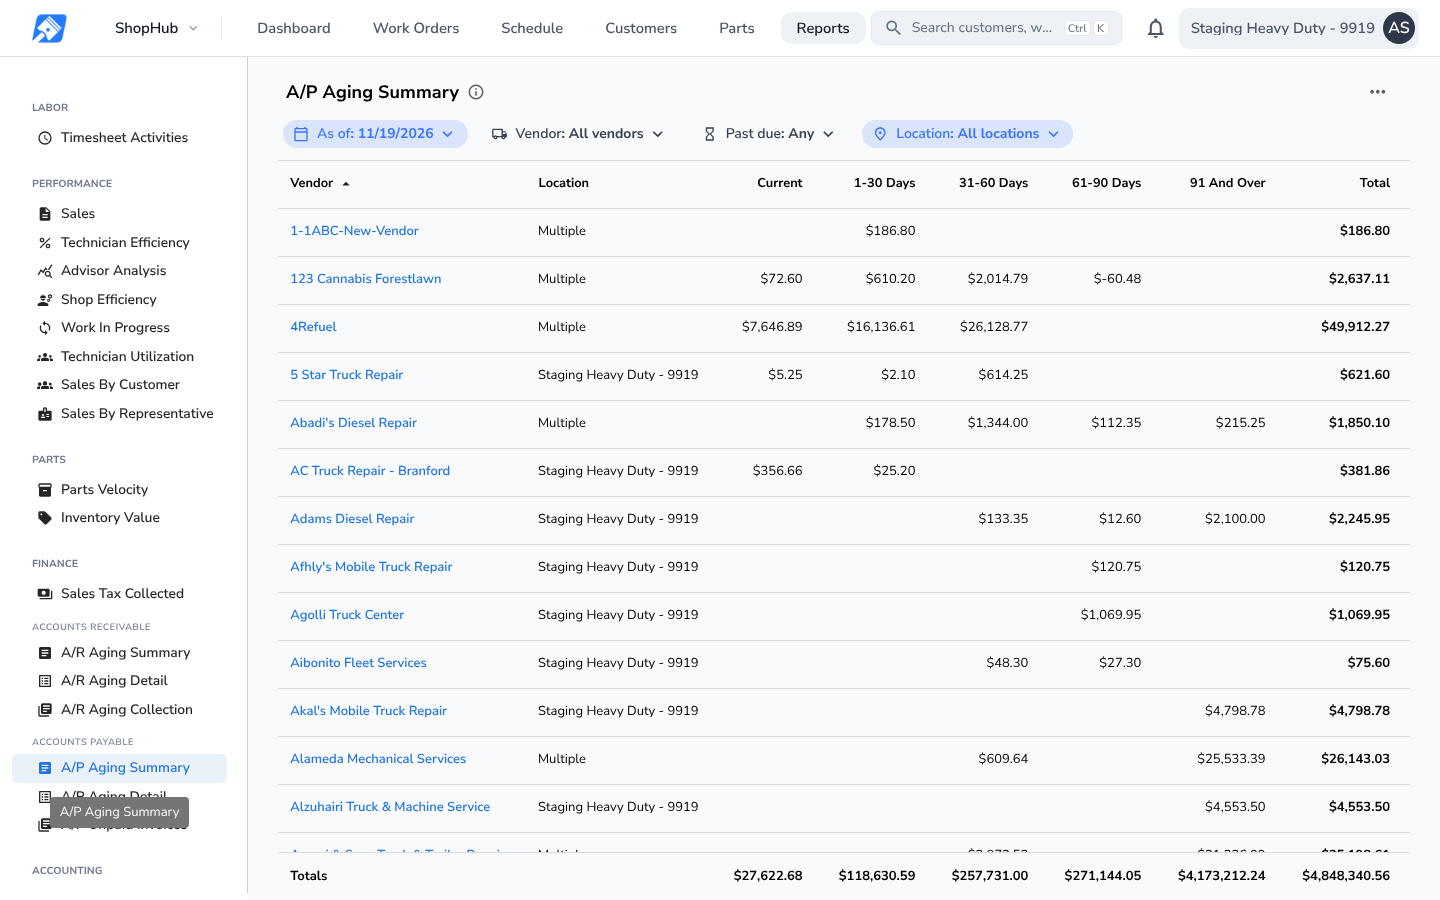 ShopHub
Dashboard
Work Orders
Schedule
Customers
Parts
Reports
Search customers, w...
Ctrl K
Staging Heavy Duty - 9919
AS
LABOR
Timesheet Activities
PERFORMANCE
Sales
Technician Efficiency
Advisor Analysis
Shop Efficiency
Work In Progress
Technician Utilization
Sales By Customer
Sales By Representative
PARTS
Parts Velocity
Inventory Value
FINANCE
Sales Tax Collected
ACCOUNTS RECEIVABLE
A/R Aging Summary
A/R Aging Detail
A/R Aging Collection
ACCOUNTS PAYABLE
A/P Aging Summary
A/P Aging Detail
A/P Aging Summary
ACCOUNTING
A/P Aging Summary
As of: 11/19/2026
Vendor: All vendors
Past due: Any
Location: All locations
Vendor Location Current 1-30 Days 31-60 Days 61-90 Days 91 And Over Total
1-1ABC-New-Vendor Multiple $186.80 $186.80
123 Cannabis Forestlawn Multiple $72.60 $610.20 $2,014.79 $-60.48 $2,637.11
4Refuel Multiple $7,646.89 $16,136.61 $26,128.77 $49,912.27
5 Star Truck Repair Staging Heavy Duty - 9919 $5.25 $2.10 $614.25 $621.60
Abadi's Diesel Repair Multiple $178.50 $1,344.00 $112.35 $215.25 $1,850.10
AC Truck Repair - Branford Staging Heavy Duty - 9919 $356.66 $25.20 $381.86
Adams Diesel Repair Staging Heavy Duty - 9919 $133.35 $12.60 $2,100.00 $2,245.95
Afhly's Mobile Truck Repair Staging Heavy Duty - 9919 $120.75 $120.75
Agolli Truck Center Staging Heavy Duty - 9919 $1,069.95 $1,069.95
Aibonito Fleet Services Staging Heavy Duty - 9919 $48.30 $27.30 $75.60
Akal's Mobile Truck Repair Staging Heavy Duty - 9919 $4,798.78 $4,798.78
Alameda Mechanical Services Multiple $609.64 $25,533.39 $26,143.03
Alzuhairi Truck & Machine Service Staging Heavy Duty - 9919 $4,553.50 $4,553.50
Totals $27,622.68 $118,630.59 $257,731.00 $271,144.05 $4,173,212.24 $4,848,340.56